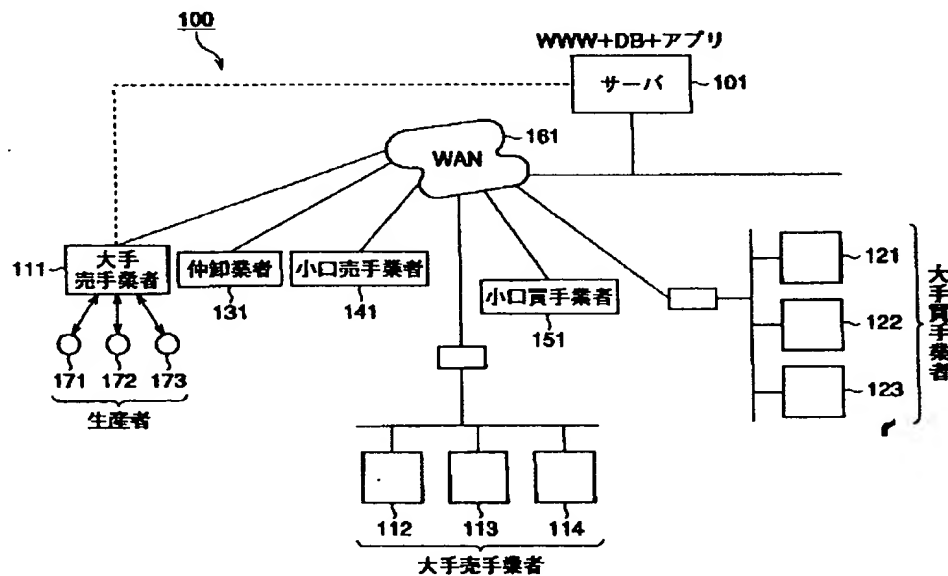 100
WWW+DB+アプリ
サーバ
101
161
WAN
111
大手
売手業者
仲卸業者
131
小口売手業者
141
小口買手業者
151
121
122
123
大手買手業者
171
172
173
生産者
112
113
114
大手売手業者